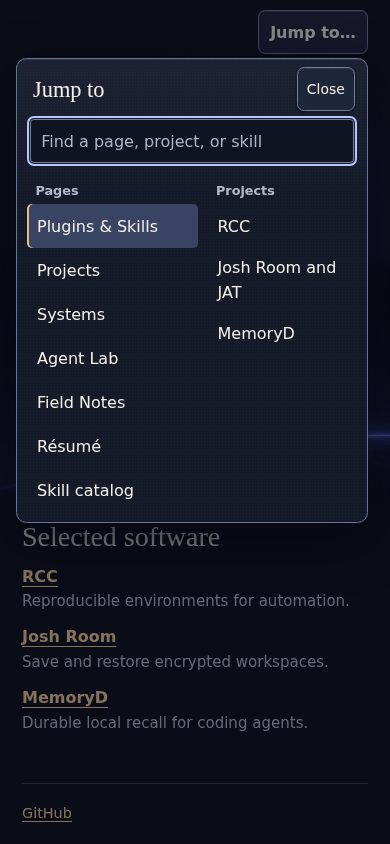 Jump to...
Jump to
Close
Find a page, project, or skill
Pages
Plugins & Skills
Projects
Systems
Agent Lab
Field Notes
Résumé
Skill catalog
Projects
RCC
Josh Room and
JAT
MemoryD
Selected software
RCC
Reproducible environments for automation.
Josh Room
Save and restore encrypted workspaces.
MemoryD
Durable local recall for coding agents.
GitHub